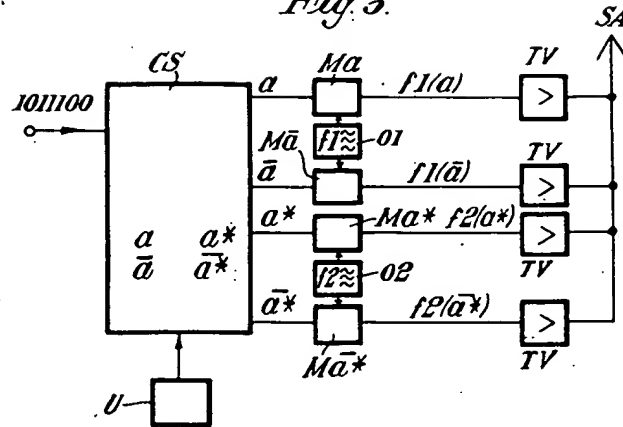 Fig. 3.
SA
CS
Ma
TV
1011100
a
f1(a)
>
f1≈
01
Mā
TV
ā
f1(ā)
>
a*
Ma*
f2(a*)
>
a a*
ā ā*
f2≈
02
TV
ā*
f2(ā*)
>
Mā*
TV
U